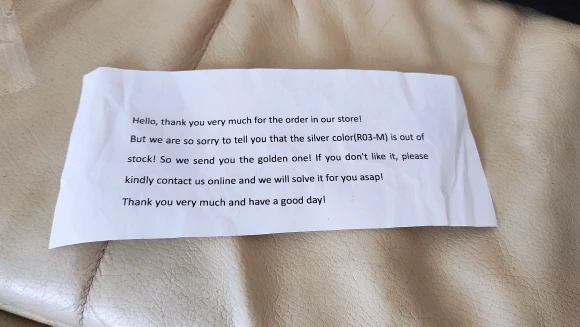 Hello, thank you very much for the order in our store!
But we are so sorry to tell you that the silver color(R03-M) is out of
stock! So we send you the golden one! If you don't like it, please
kindly contact us online and we will solve it for you asap!
Thank you very much and have a good day!